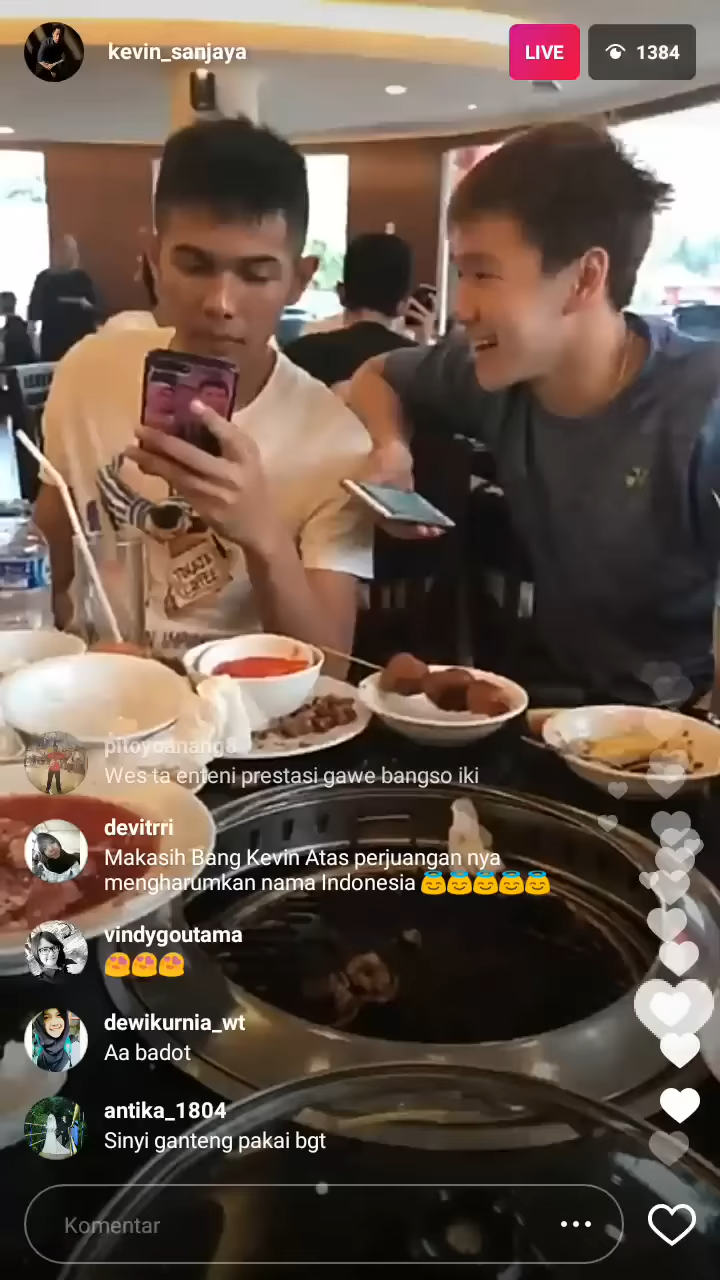 kevin_sanjaya
LIVE
1384
pitoyoanang8
Wes ta enteni prestasi gawe bangso iki
devitrri
Makasih Bang Kevin Atas perjuangan nya
mengharumkan nama Indonesia 😇😇😇😇😇
vindygoutama
😍😍😍
dewikurnia_wt
Aa badot
antika_1804
Sinyi ganteng pakai bgt
Komentar